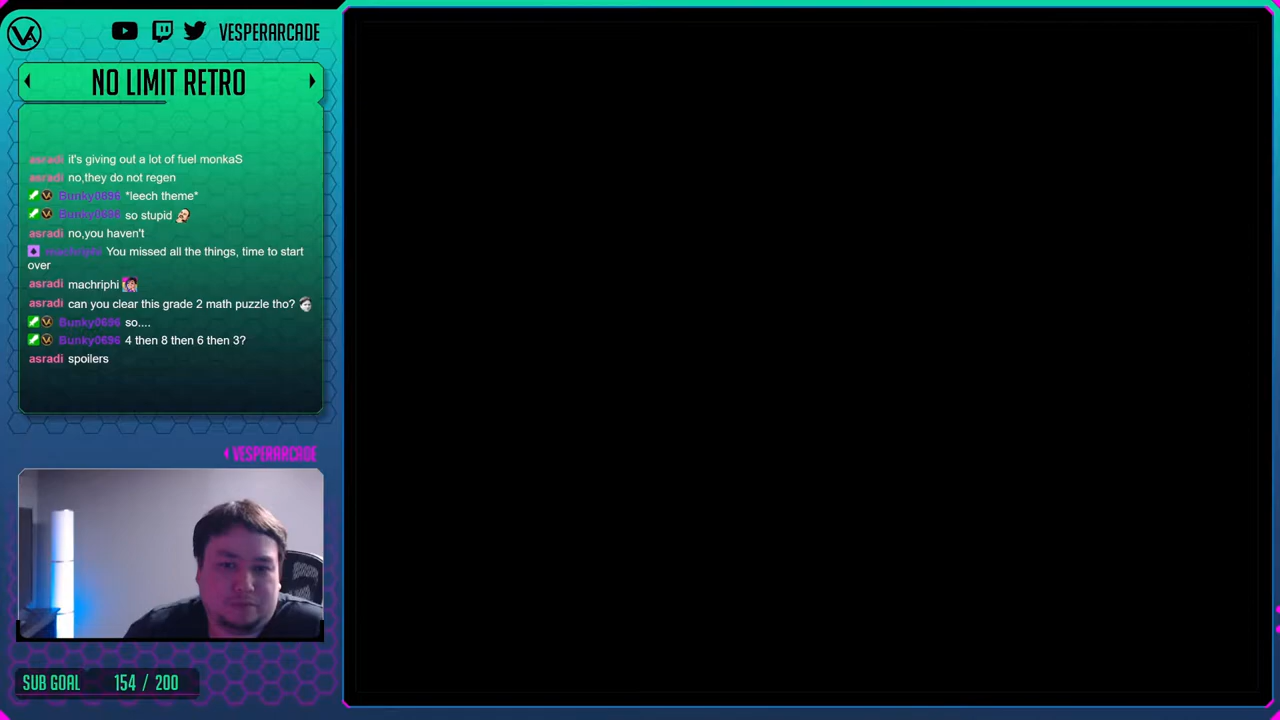 VESPERARCADE
NO LIMIT RETRO
asradi it's giving out a lot of fuel monkaS
asradi no,they do not regen
Bunky0696 *leech theme*
Bunky0696 so stupid
asradi no,you haven't
machriphi You missed all the things, time to start
over
asradi machriphi
asradi can you clear this grade 2 math puzzle tho?
Bunky0696 so....
Bunky0696 4 then 8 then 6 then 3?
asradi spoilers
VESPERARCADE
SUB GOAL 154 / 200